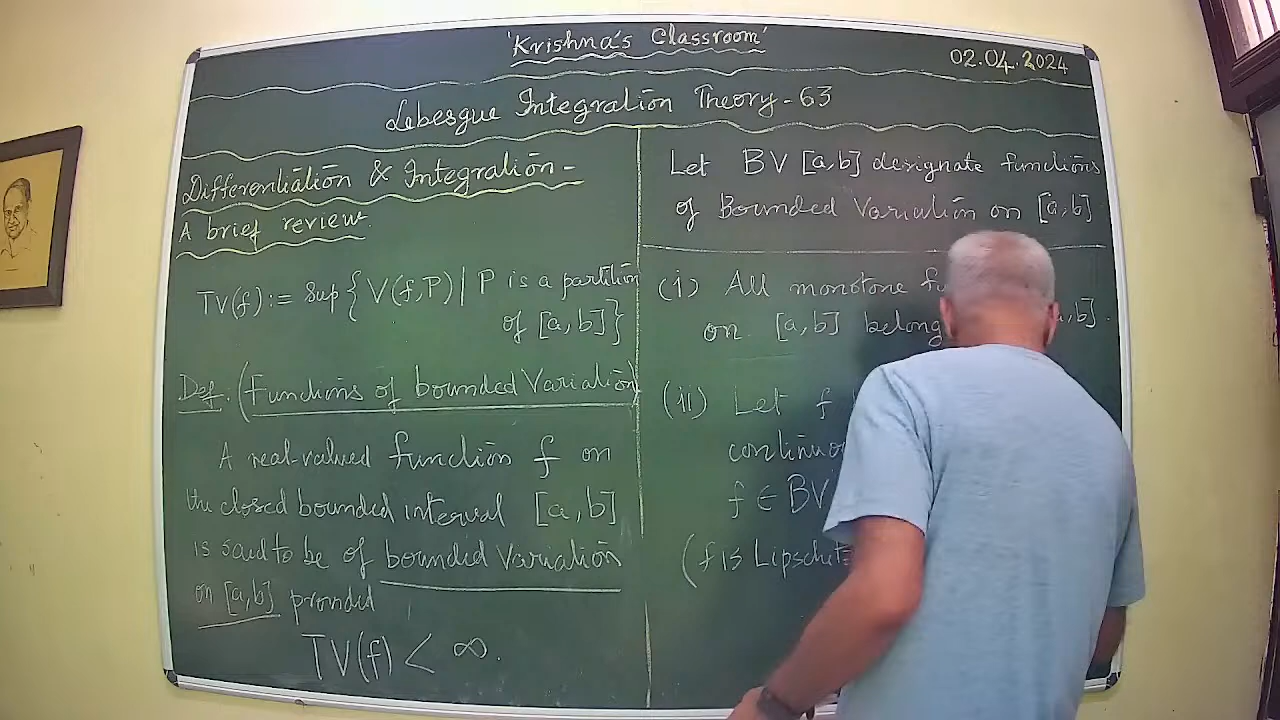 'Krishna's Classroom'
02.04.2024
Lebesgue Integration Theory - 63
Differentiation & Integration -
A brief review.
TV(f) := Sup { V(f,P) | P is a partition
of [a,b] }
Def. (Functions of bounded Variation)
A real-valued function f on
the closed bounded interval [a,b]
is said to be of bounded Variation
on [a,b] provided
TV(f) < ∞.
Let BV [a,b] designate functions
of Bounded Variation on [a,b]
(i) All monotone
on [a,b] belong
(ii) Let f
f ∈ BV
(f is